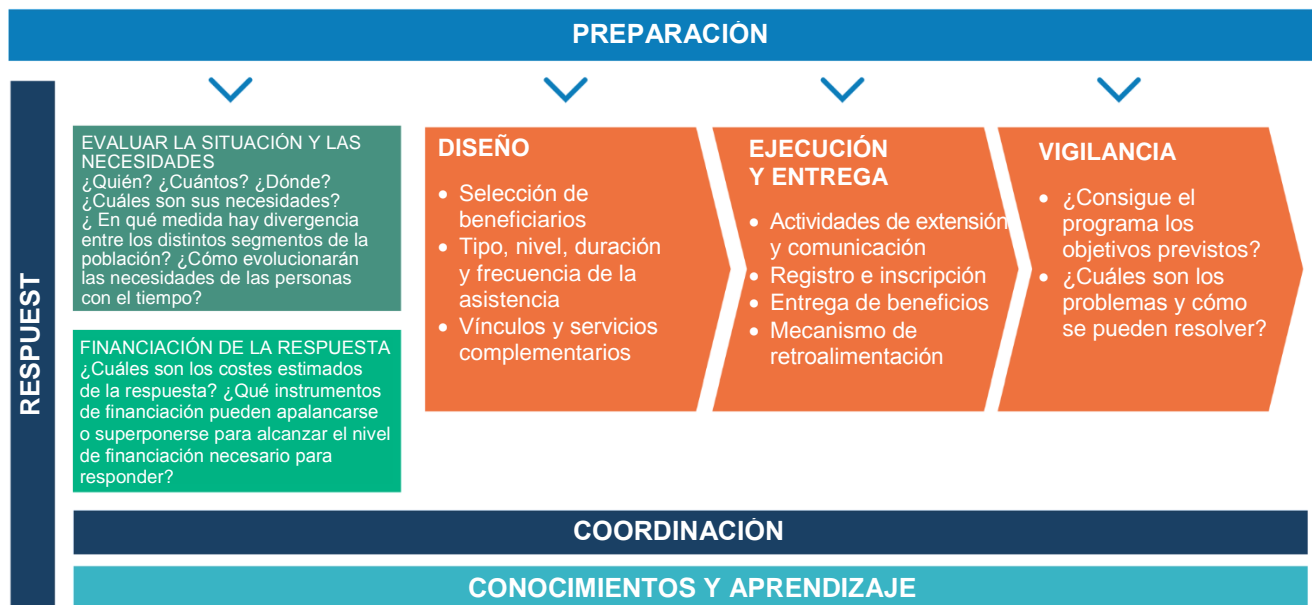 PREPARACIÓN
RESPUEST
EVALUAR LA SITUACIÓN Y LAS
NECESIDADES
¿Quién? ¿Cuántos? ¿Dónde?
¿Cuáles son sus necesidades?
¿ En qué medida hay divergencia
entre los distintos segmentos de la
población? ¿Cómo evolucionarán
las necesidades de las personas
con el tiempo?
FINANCIACIÓN DE LA RESPUESTA
¿Cuáles son los costes estimados
de la respuesta? ¿Qué instrumentos
de financiación pueden apalancarse
o superponerse para alcanzar el nivel
de financiación necesario para
responder?
DISEÑO
• Selección de
beneficiarios
• Tipo, nivel, duración
y frecuencia de la
asistencia
• Vínculos y servicios
complementarios
EJECUCIÓN
Y ENTREGA
• Actividades de extensión
y comunicación
• Registro e inscripción
• Entrega de beneficios
• Mecanismo de
retroalimentación
VIGILANCIA
• ¿Consigue el
programa los
objetivos previstos?
• ¿Cuáles son los
problemas y cómo
se pueden resolver?
COORDINACIÓN
CONOCIMIENTOS Y APRENDIZAJE